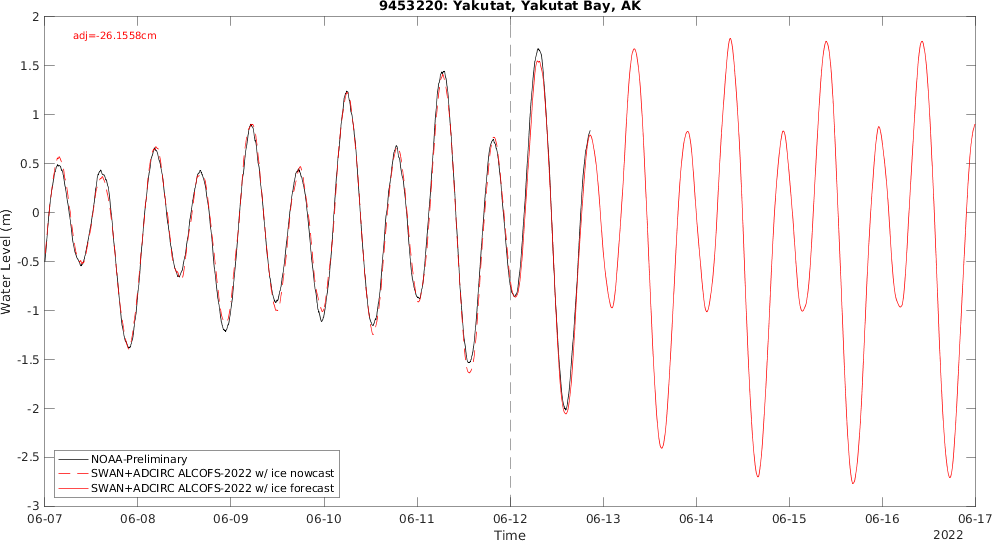 9453220: Yakutat, Yakutat Bay, AK
adj=-26.1558cm
2
1.5
1
0.5
0
-0.5
-1
-1.5
-2
-2.5
-3
Water Level (m)
NOAA-Preliminary
SWAN+ADCIRC ALCOFS-2022 w/ ice nowcast
SWAN+ADCIRC ALCOFS-2022 w/ ice forecast
06-07 06-08 06-09 06-10 06-11 06-12 06-13 06-14 06-15 06-16 06-17
Time
2022